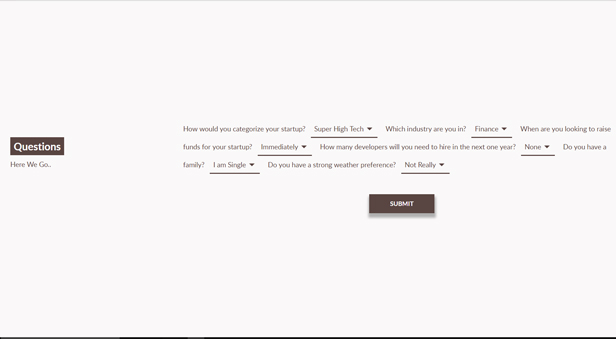 How would you categorize your startup? Super High Tech Which industry are you in? Finance When are you looking to raise
funds for your startup? Immediately How many developers will you need to hire in the next one year? None Do you have a
family? I am Single Do you have a strong weather preference? Not Really
Questions
Here We Go..
SUBMIT